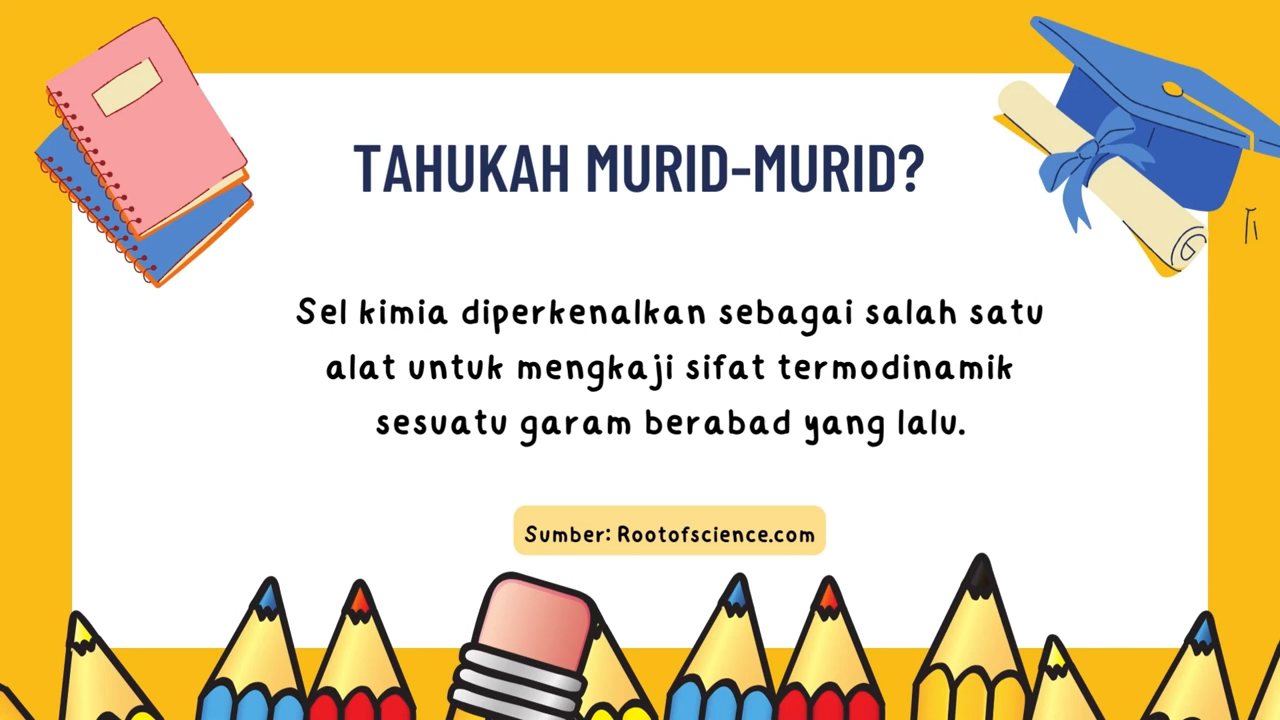 TAHUKAH MURID-MURID?
Sel kimia diperkenalkan sebagai salah satu
alat untuk mengkaji sifat termodinamik
sesuatu garam berabad yang lalu.
Sumber: Rootofscience.com